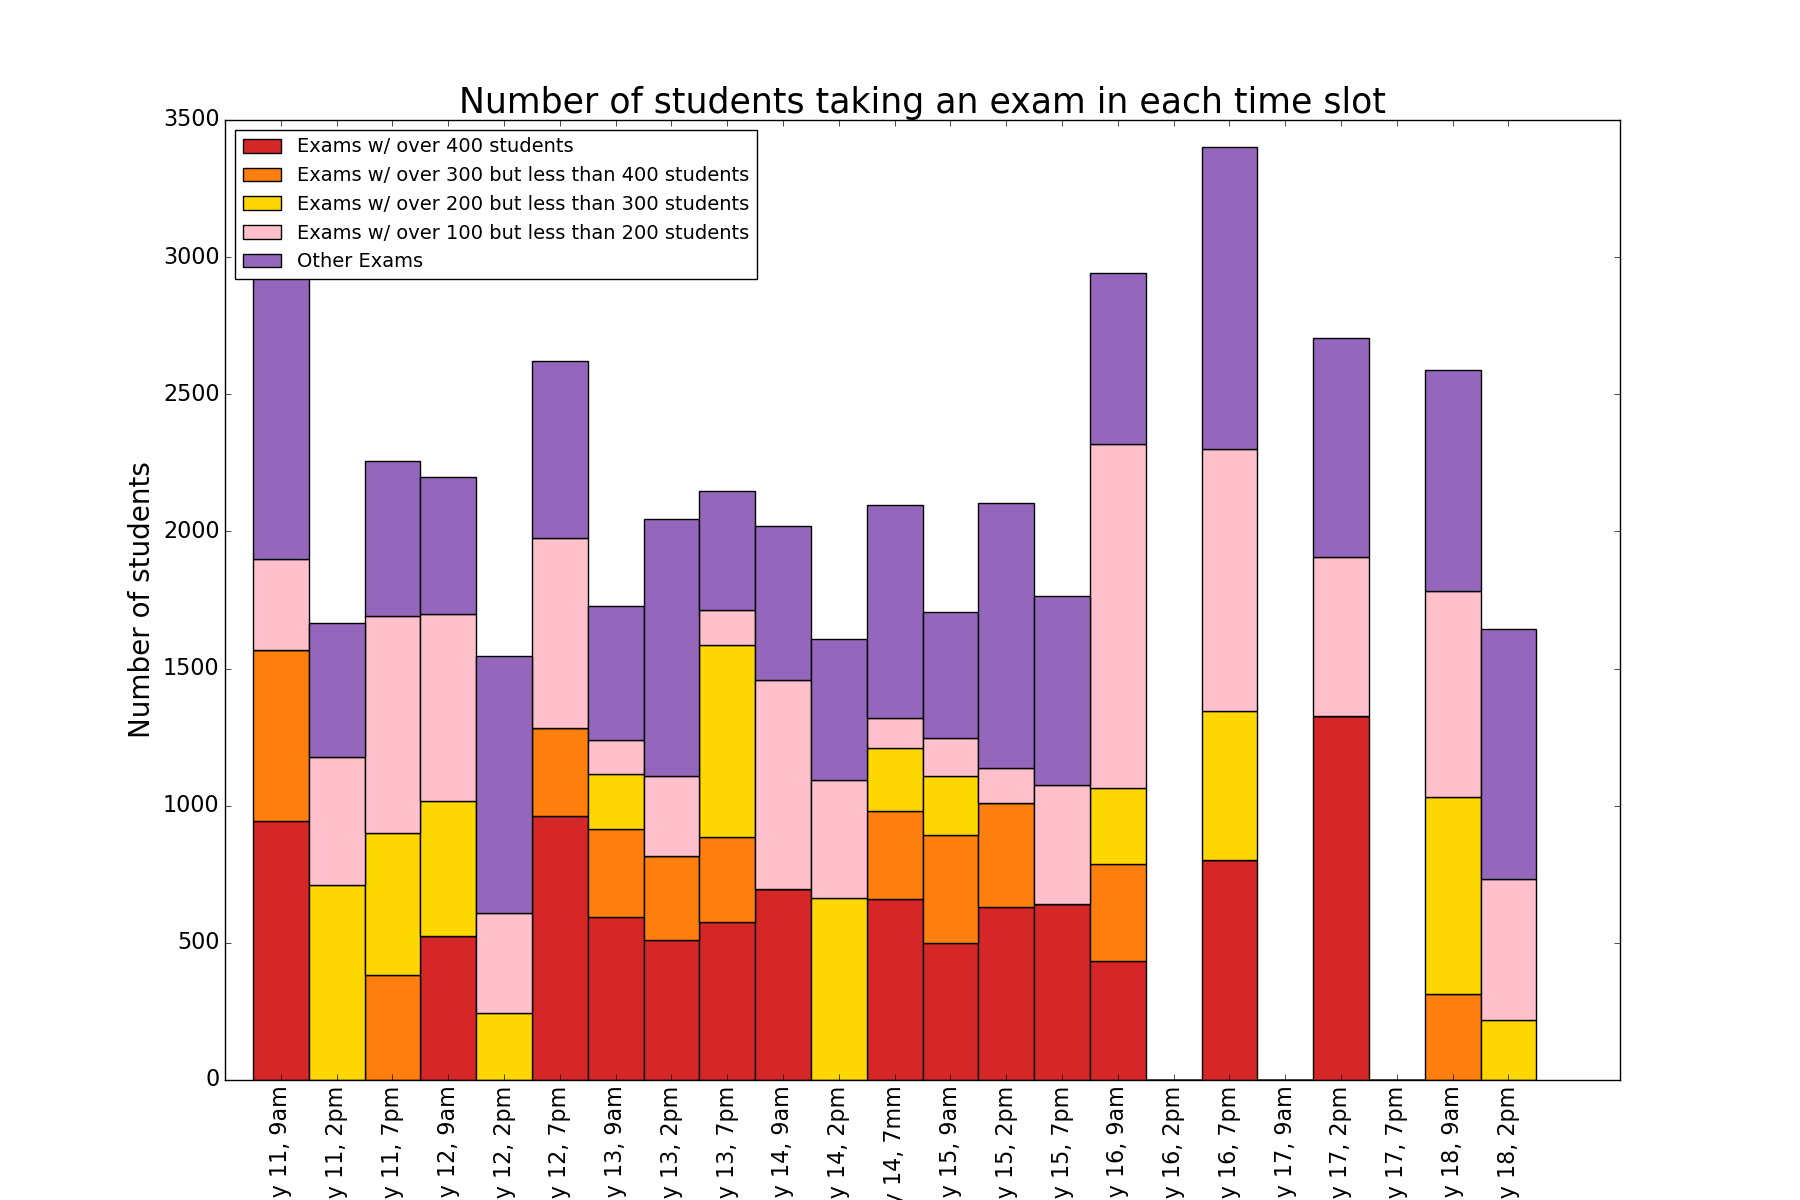 Number of students taking an exam in each time slot
Exams w/ over 400 students
Exams w/ over 300 but less than 400 students
Exams w/ over 200 but less than 300 students
Exams w/ over 100 but less than 200 students
Other Exams
3500
3000
2500
2000
1500
1000
500
0
Number of students
y 11, 9am
y 11, 2pm
y 11, 7pm
y 12, 9am
y 12, 2pm
y 12, 7pm
y 13, 9am
y 13, 2pm
y 13, 7pm
y 14, 9am
y 14, 2pm
y 14, 7mm
y 15, 9am
y 15, 2pm
y 15, 7pm
y 16, 9am
y 16, 2pm
y 16, 7pm
y 17, 9am
y 17, 2pm
y 17, 7pm
y 18, 9am
y 18, 2pm